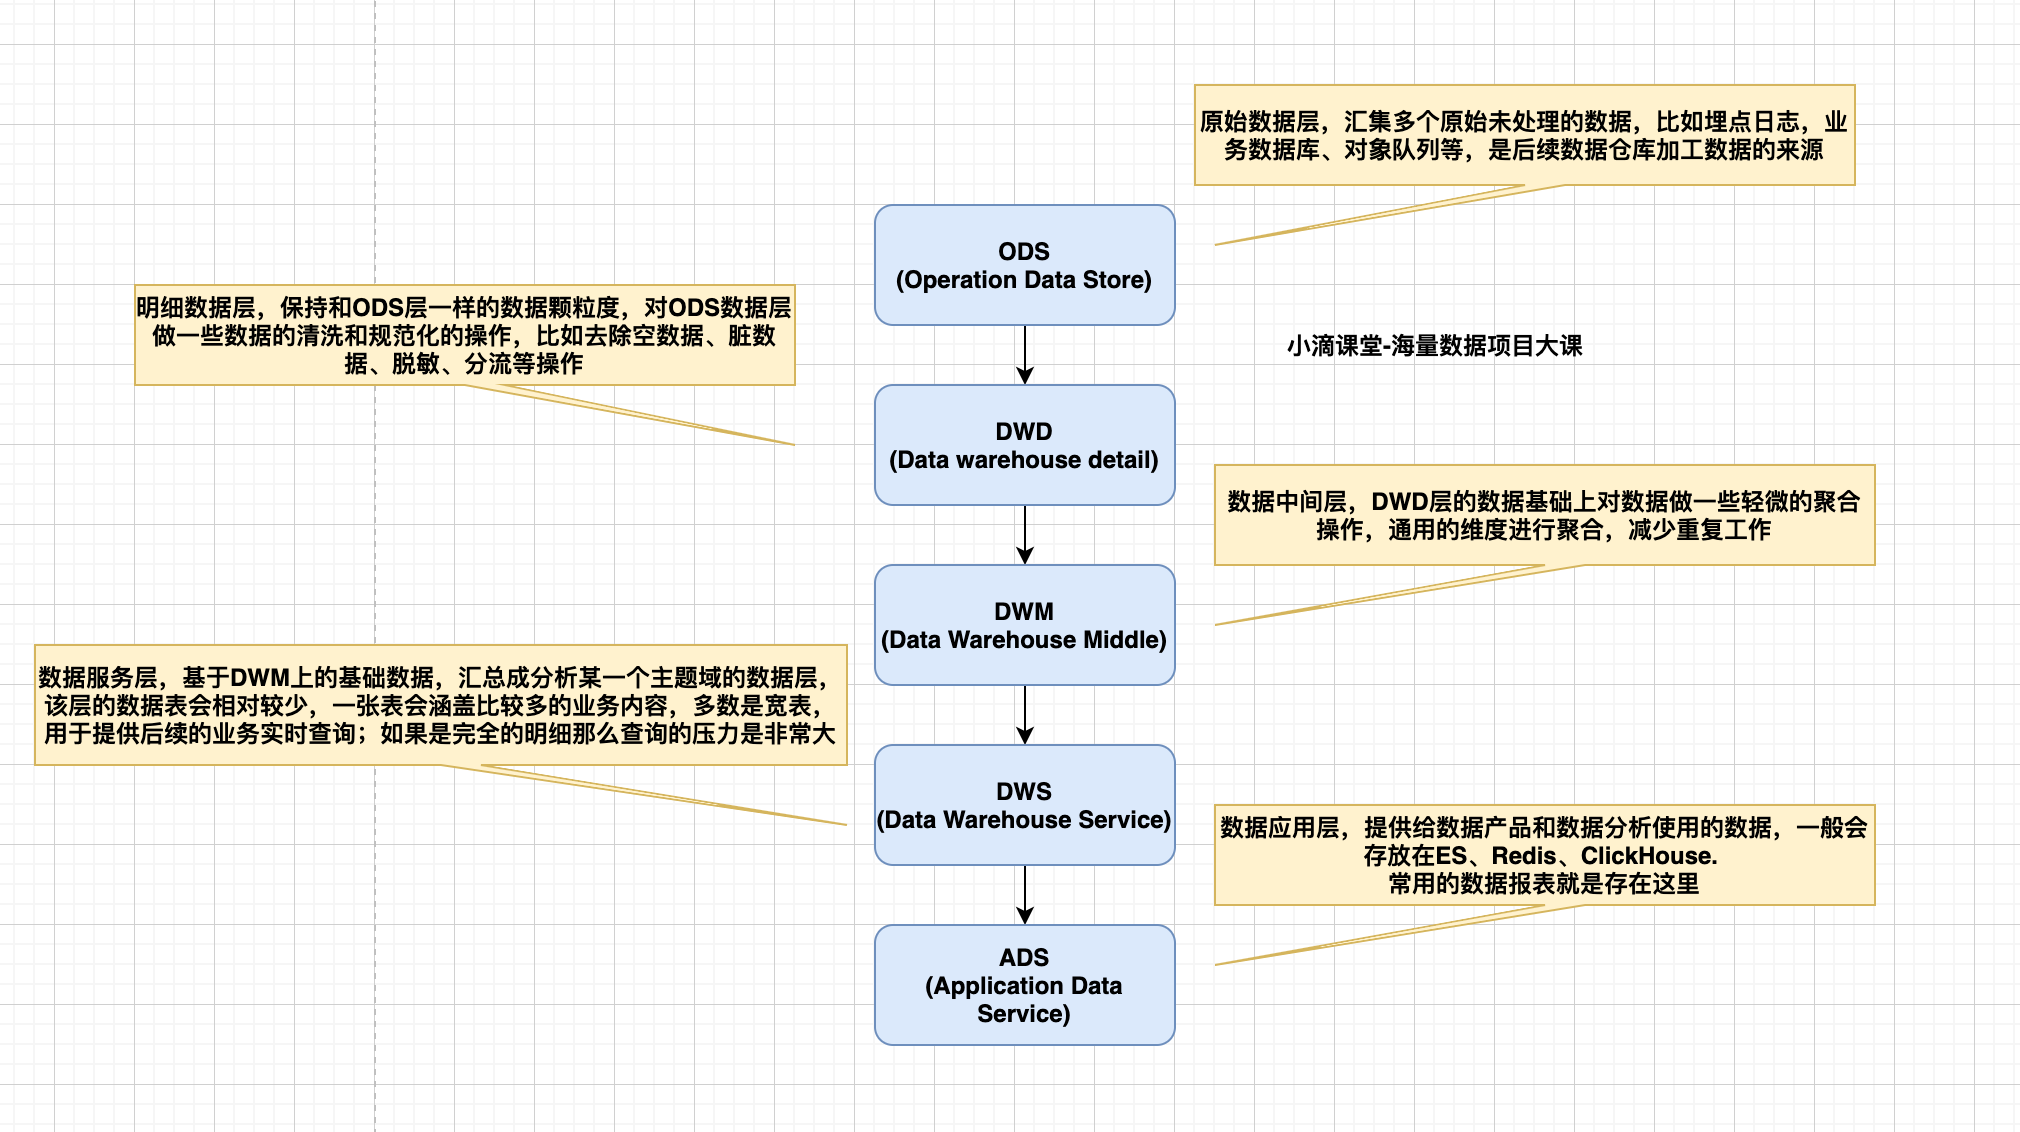 原始数据层，汇集多个原始未处理的数据，比如埋点日志，业
务数据库、对象队列等，是后续数据仓库加工数据的来源
ODS
(Operation Data Store)
明细数据层，保持和ODS层一样的数据颗粒度，对ODS数据层
做一些数据的清洗和规范化的操作，比如去除空数据、脏数
据、脱敏、分流等操作
小滴课堂-海量数据项目大课
DWD
(Data warehouse detail)
数据中间层，DWD层的数据基础上对数据做一些轻微的聚合
操作，通用的维度进行聚合，减少重复工作
DWM
(Data Warehouse Middle)
数据服务层，基于DWM上的基础数据，汇总成分析某一个主题域的数据层，
该层的数据表会相对较少，一张表会涵盖比较多的业务内容，多数是宽表，
用于提供后续的业务实时查询；如果是完全的明细那么查询的压力是非常大
DWS
(Data Warehouse Service)
数据应用层，提供给数据产品和数据分析使用的数据，一般会
存放在ES、Redis、ClickHouse.
常用的数据报表就是存在这里
ADS
(Application Data
Service)